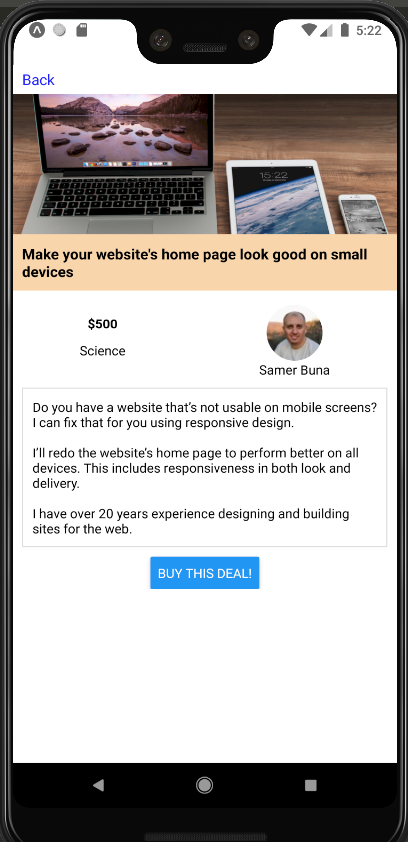 5:22
Back
15:22
Make your website's home page look good on small
devices
$500
Science
Samer Buna
Do you have a website that’s not usable on mobile screens?
I can fix that for you using responsive design.
I’ll redo the website’s home page to perform better on all
devices. This includes responsiveness in both look and
delivery.
I have over 20 years experience designing and building
sites for the web.
BUY THIS DEAL!